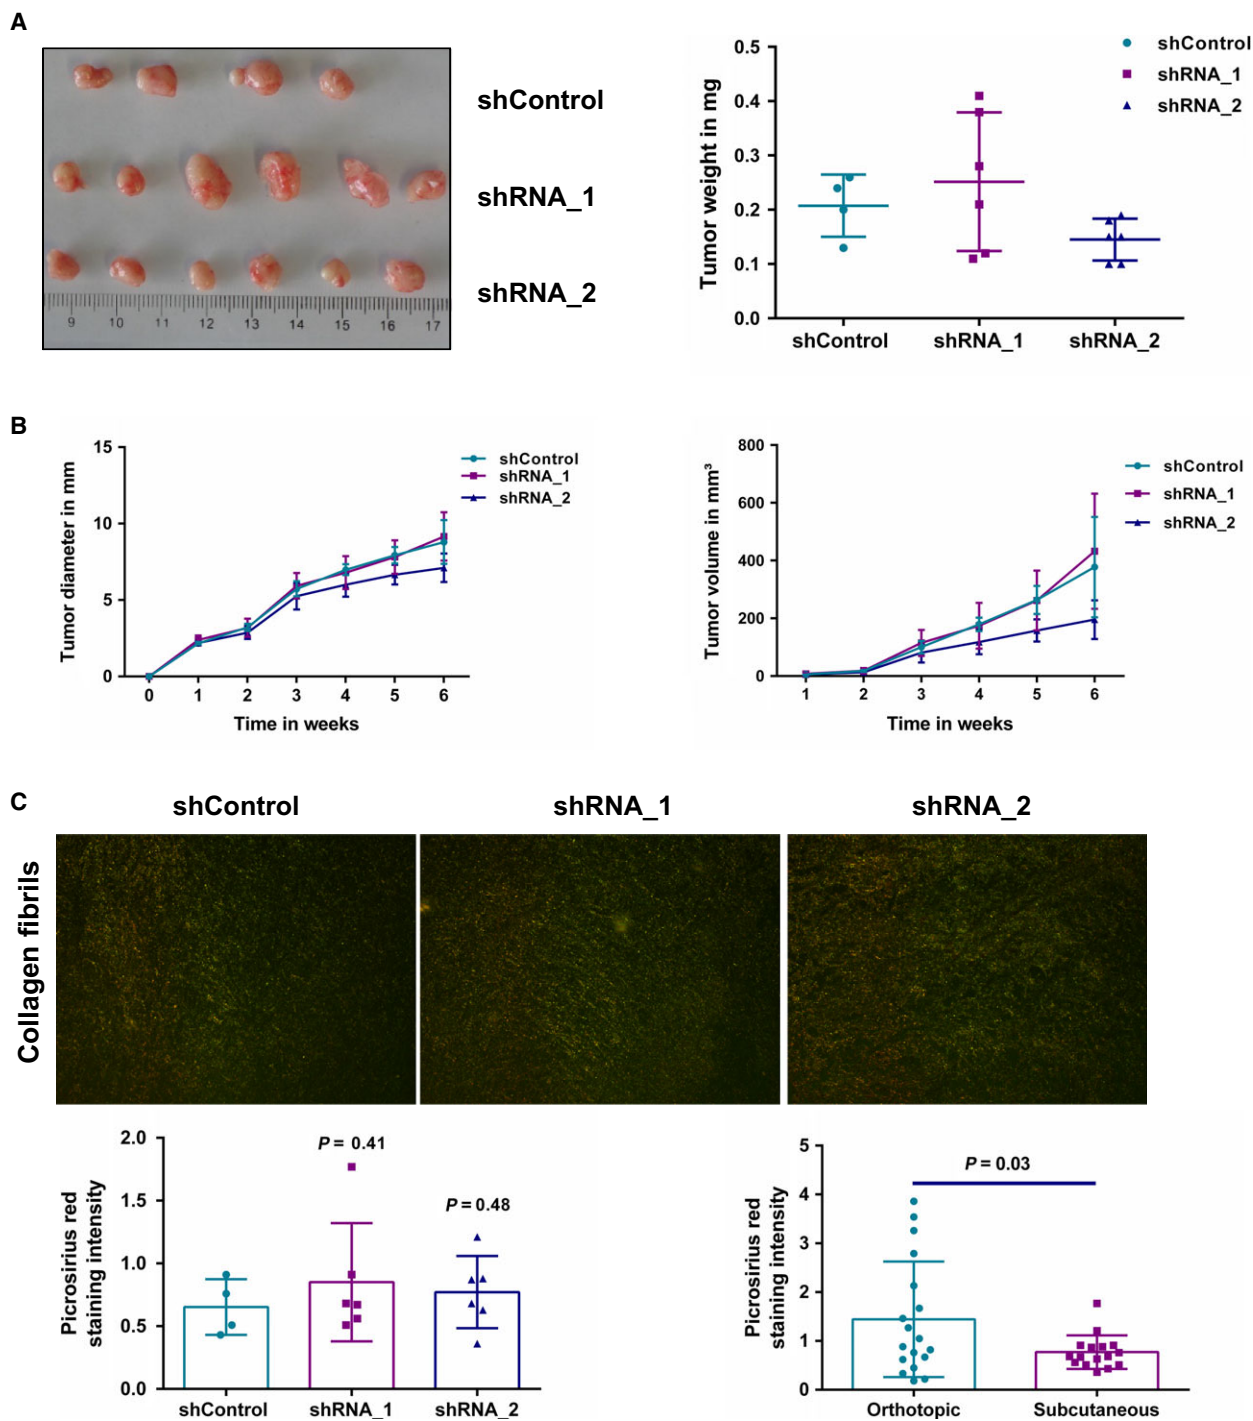 A
shControl
shRNA_1
shRNA_2
9 10 11 12 13 14 15 16 17
Tumor weight in mg
0.5
0.4
0.3
0.2
0.1
0.0
shControl
shRNA_1
shRNA_2
shControl shRNA_1 shRNA_2
B
Tumor diameter in mm
15
10
5
0
0 1 2 3 4 5 6
Time in weeks
shControl
shRNA_1
shRNA_2
Tumor volume in mm³
800
600
400
200
0
1 2 3 4 5 6
Time in weeks
shControl
shRNA_1
shRNA_2
C
shControl shRNA_1 shRNA_2
Collagen fibrils
Picrosirius red
staining intensity
2.0
1.5
1.0
0.5
0.0
P = 0.41
P = 0.48
shControl shRNA_1 shRNA_2
Picrosirius red
staining intensity
5
4
3
2
1
0
P = 0.03
Orthotopic Subcutaneous